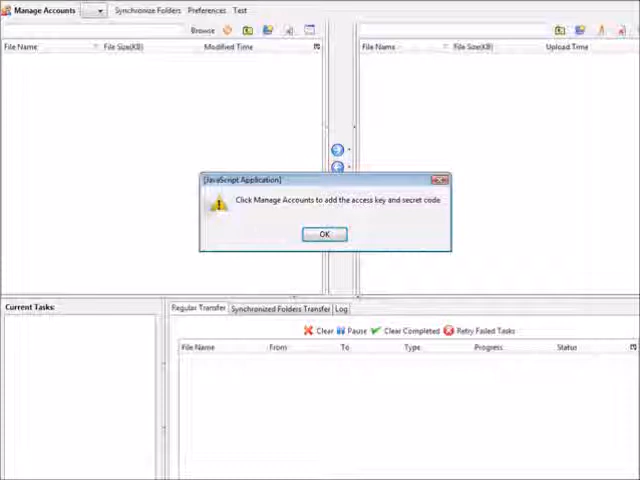 Manage Accounts Synchronize Folders Preferences Test
Browse
File Name File Size(KB) Modified Time
File Name File Size(KB) Upload Time
[JavaScript Application]
Click Manage Accounts to add the access key and secret code
OK
Current Tasks:
Regular Transfer Synchronized Folders Transfer Log
Clear Pause Clear Completed Retry Failed Tasks
File Name From To Type Progress Status